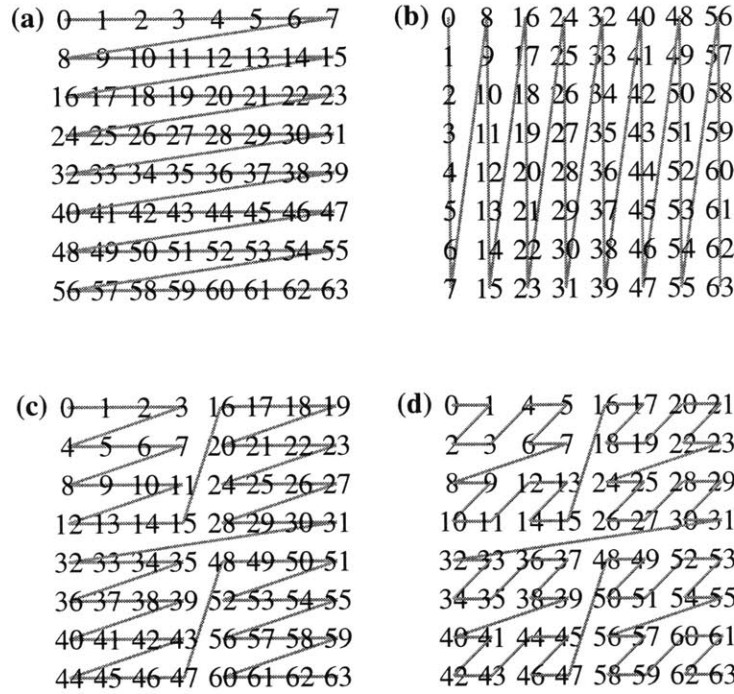 (a) 0 1 2 3 4 5 6 7
8 9 10 11 12 13 14 15
16 17 18 19 20 21 22 23
24 25 26 27 28 29 30 31
32 33 34 35 36 37 38 39
40 41 42 43 44 45 46 47
48 49 50 51 52 53 54 55
56 57 58 59 60 61 62 63
(b) 0 8 16 24 32 40 48 56
1 9 17 25 33 41 49 57
2 10 18 26 34 42 50 58
3 11 19 27 35 43 51 59
4 12 20 28 36 44 52 60
5 13 21 29 37 45 53 61
6 14 22 30 38 46 54 62
7 15 23 31 39 47 55 63
(c) 0 1 2 3 16 17 18 19
4 5 6 7 20 21 22 23
8 9 10 11 24 25 26 27
12 13 14 15 28 29 30 31
32 33 34 35 48 49 50 51
36 37 38 39 52 53 54 55
40 41 42 43 56 57 58 59
44 45 46 47 60 61 62 63
(d) 0 1 4 5 16 17 20 21
2 3 6 7 18 19 22 23
8 9 12 13 24 25 28 29
10 11 14 15 26 27 30 31
32 33 36 37 48 49 52 53
34 35 38 39 50 51 54 55
40 41 44 45 56 57 60 61
42 43 46 47 58 59 62 63